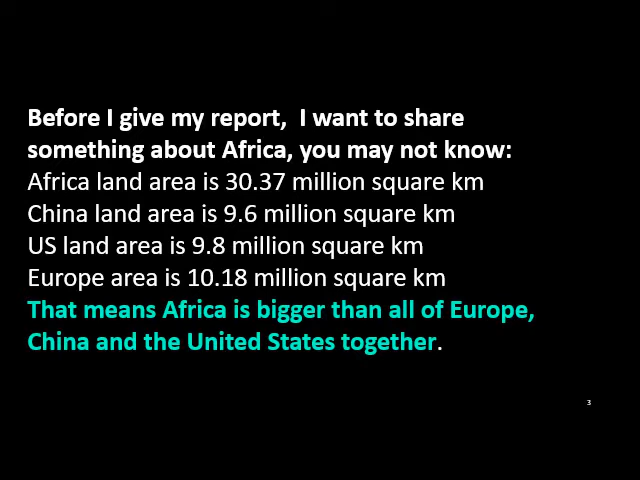 Before I give my report,  I want to share
something about Africa, you may not know:
Africa land area is 30.37 million square km
China land area is 9.6 million square km
US land area is 9.8 million square km
Europe area is 10.18 million square km
That means Africa is bigger than all of Europe,
China and the United States together.
3